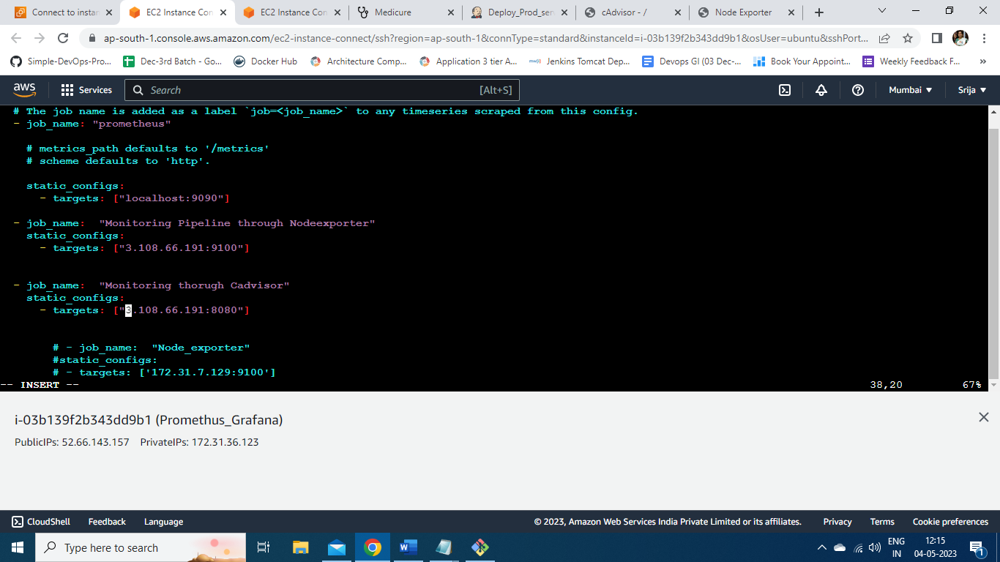 Connect to instan
EC2 Instance Con
EC2 Instance Con
Medicure
Deploy_Prod_serv
cAdvisor - /
Node Exporter
ap-south-1.console.aws.amazon.com/ec2-instance-connect/ssh?region=ap-south-1&connType=standard&instanceId=i-03b139f2b343dd9b1&osUser=ubuntu&sshPort...
Simple-DevOps-Pro...
Dec-3rd Batch - Go...
Docker Hub
Architecture Comp...
Application 3 tier A...
Jenkins Tomcat Dep...
Devops GI (03 Dec-...
Book Your Appoint...
Weekly Feedback F...
aws
Services
Search
[Alt+S]
Mumbai
Srija
# The job name is added as a label `job=<job_name>` to any timeseries scraped from this config.
- job_name: "prometheus"
# metrics_path defaults to '/metrics'
# scheme defaults to 'http'.
static_configs:
- targets: ["localhost:9090"]
- job_name:  "Monitoring Pipeline through Nodeexporter"
static_configs:
- targets: ["3.108.66.191:9100"]
- job_name:  "Monitoring thorugh Cadvisor"
static_configs:
- targets: ["3.108.66.191:8080"]
# - job_name:  "Node_exporter"
#static_configs:
# - targets: ['172.31.7.129:9100']
-- INSERT --
38,20
67%
i-03b139f2b343dd9b1 (Promethus_Grafana)
PublicIPs: 52.66.143.157
PrivateIPs: 172.31.36.123
CloudShell
Feedback
Language
© 2023, Amazon Web Services India Private Limited or its affiliates.
Privacy
Terms
Cookie preferences
Type here to search
ENG
IN
12:15
04-05-2023
1